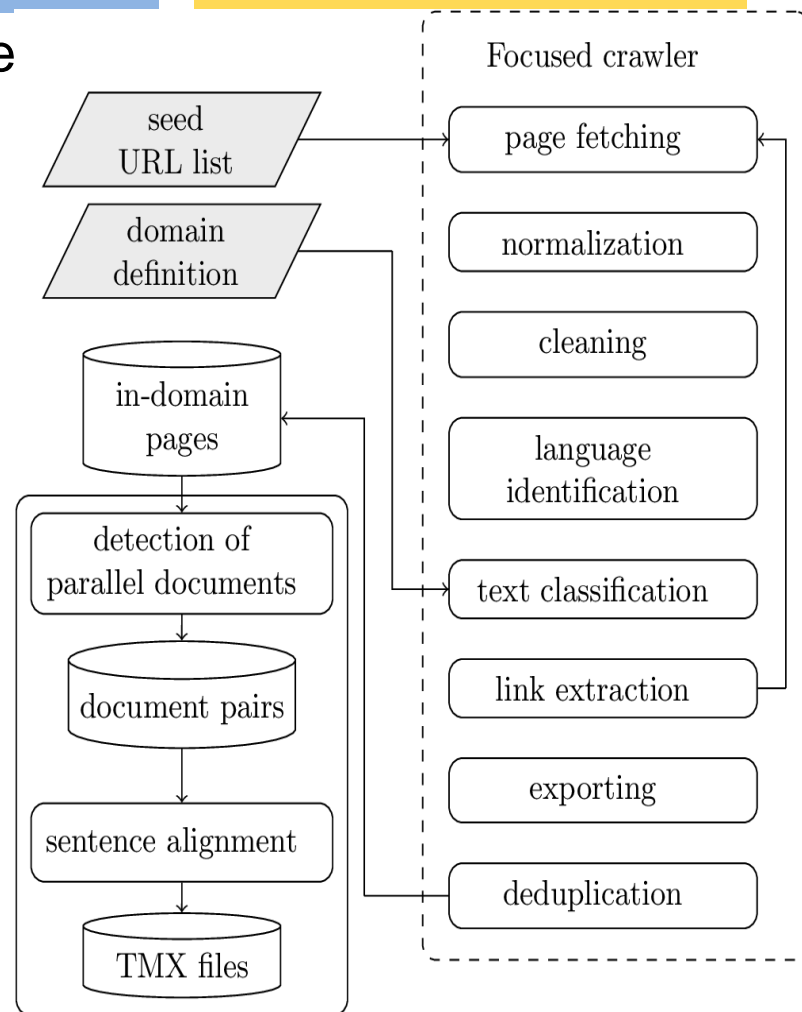 e
seed
URL list
domain
definition
in-domain
pages
detection of
parallel documents
document pairs
sentence alignment
TMX files
Focused crawler
page fetching
normalization
cleaning
language
identification
text classification
link extraction
exporting
deduplication